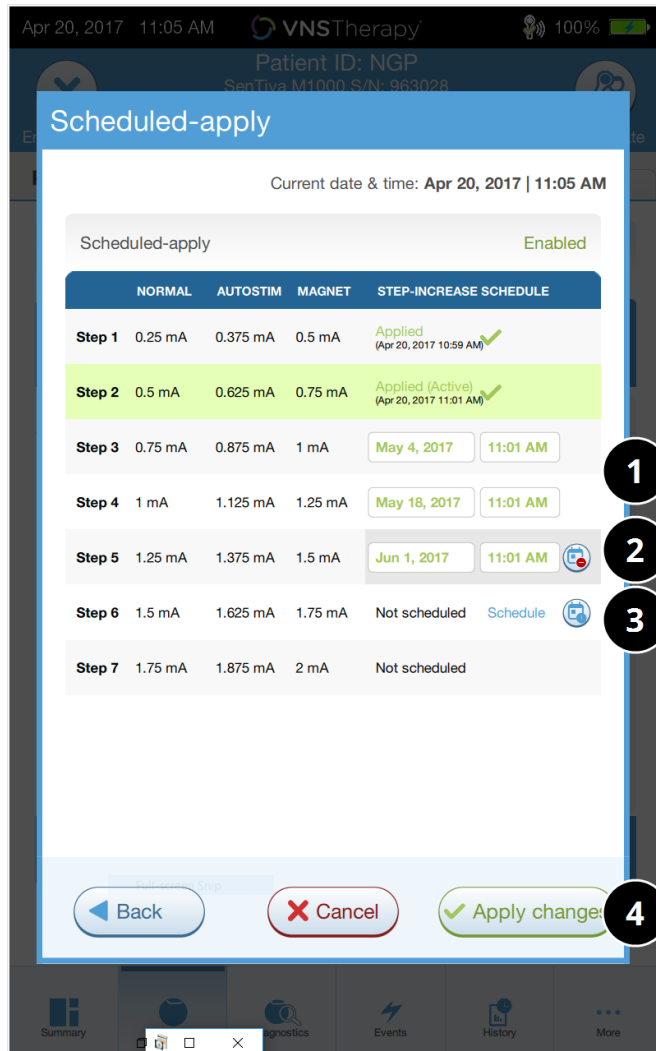 Apr 20, 2017 11:05 AM VNSTherapy 100%
Patient ID: NGP
SenTiva M1000 S/N: 963028
Scheduled-apply
Current date & time: Apr 20, 2017 | 11:05 AM
Scheduled-apply Enabled
NORMAL AUTOSTIM MAGNET STEP-INCREASE SCHEDULE
Step 1 0.25 mA 0.375 mA 0.5 mA Applied
(Apr 20, 2017 10:59 AM)
Step 2 0.5 mA 0.625 mA 0.75 mA Applied (Active)
(Apr 20, 2017 11:01 AM)
Step 3 0.75 mA 0.875 mA 1 mA May 4, 2017 11:01 AM
1
Step 4 1 mA 1.125 mA 1.25 mA May 18, 2017 11:01 AM
2
Step 5 1.25 mA 1.375 mA 1.5 mA Jun 1, 2017 11:01 AM
Step 6 1.5 mA 1.625 mA 1.75 mA Not scheduled Schedule
3
Step 7 1.75 mA 1.875 mA 2 mA Not scheduled
Full-screen Snip
Back Cancel Apply changes 4
Summary agnostics Events History More